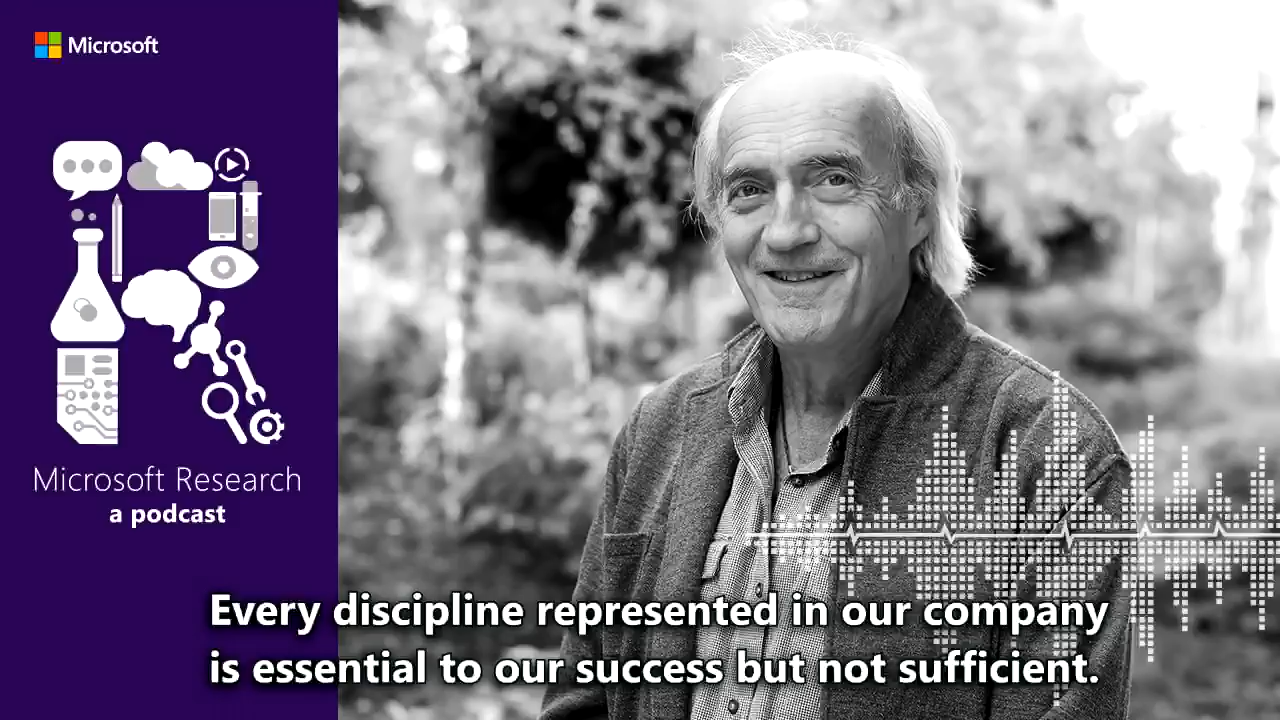 Microsoft
Microsoft Research
a podcast
Every discipline represented in our company
is essential to our success but not sufficient.